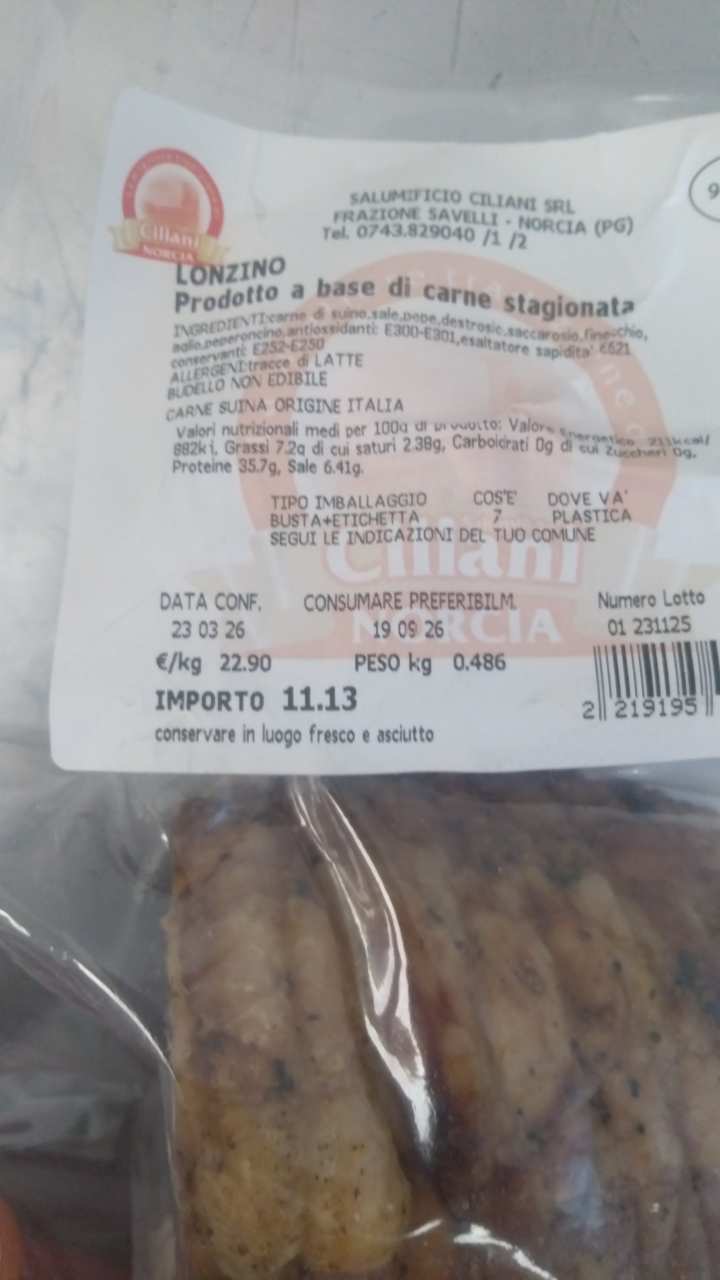 Ciliani
NORCIA
SALUMIFICIO CILIANI SRL
FRAZIONE SAVELLI - NORCIA (PG)
Tel. 0743.829040 /1 /2
9
LONZINO
Prodotto a base di carne stagionata
INGREDIENTI:carne di suino,sale,pepe,destrosio,saccarosio,finocchio,
aglio,peperoncino,antiossidanti: E300-E301,esaltatore sapidita' E621
conservanti: E252-E250
ALLERGENI:tracce di LATTE
BUDELLO NON EDIBILE
CARNE SUINA ORIGINE ITALIA
Valori nutrizionali medi per 100g di prodotto: Valore Energetico 211kcal/
882kj, Grassi 7.2g di cui saturi 2.38g, Carboidrati 0g di cui Zuccheri 0g,
Proteine 35.7g, Sale 6.41g.
TIPO IMBALLAGGIO COS'E' DOVE VA'
BUSTA+ETICHETTA 7 PLASTICA
SEGUI LE INDICAZIONI DEL TUO COMUNE
Ciliani
NORCIA
DATA CONF. CONSUMARE PREFERIBILM. Numero Lotto
23 03 26 19 09 26 01 231125
€/kg 22.90 PESO kg 0.486
IMPORTO 11.13
2 219195
conservare in luogo fresco e asciutto